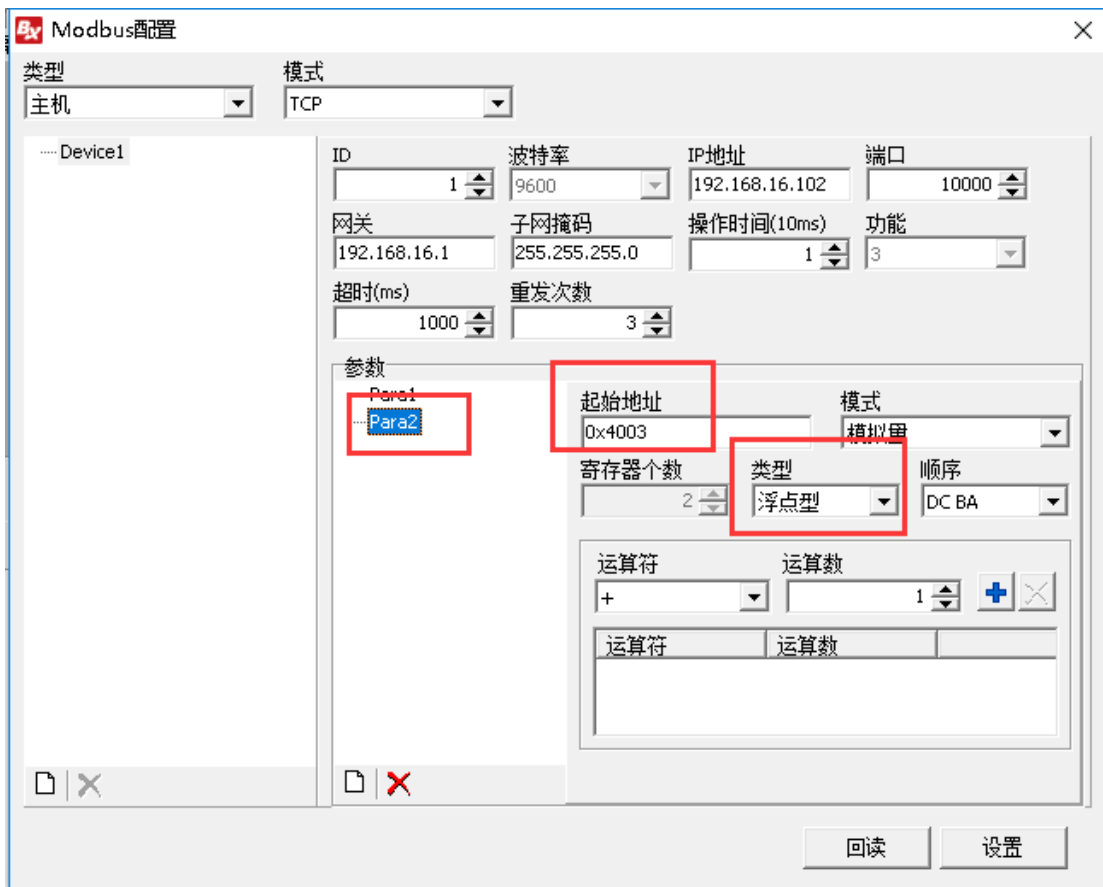 BX Modbus配置
类型 模式
主机 TCP
Device1
ID 波特率 IP地址 端口
1 9600 192.168.16.102 10000
网关 子网掩码 操作时间(10ms) 功能
192.168.16.1 255.255.255.0 1 3
超时(ms) 重发次数
1000 3
参数
Para1
Para2
起始地址 模式
0x4003 模拟量
寄存器个数 类型 顺序
2 浮点型 DC BA
运算符 运算数
+ 1
运算符 运算数
回读 设置